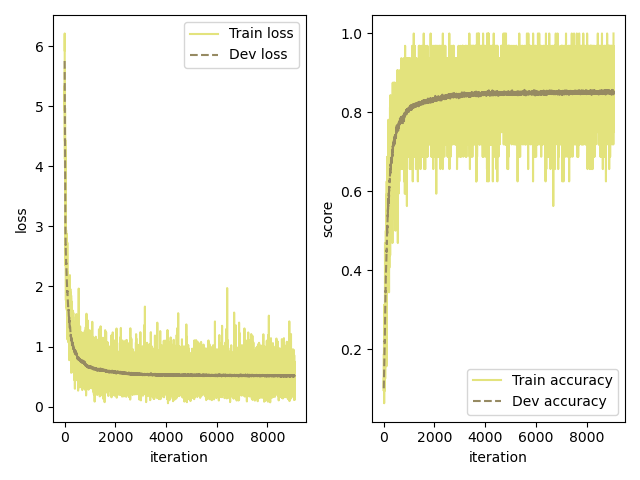 Train loss
Dev loss
6
5
4
3
2
1
0
loss
0
2000
4000
6000
8000
iteration
1.0
0.8
0.6
0.4
0.2
score
Train accuracy
Dev accuracy
0
2000
4000
6000
8000
iteration